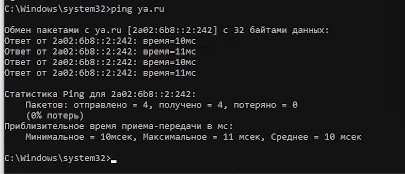 C:\Windows\system32>ping ya.ru
Обмен пакетами с ya.ru [2a02:6b8::2:242] с 32 байтами данных:
Ответ от 2a02:6b8::2:242: время=10мс
Ответ от 2a02:6b8::2:242: время=11мс
Ответ от 2a02:6b8::2:242: время=10мс
Ответ от 2a02:6b8::2:242: время=11мс
Статистика Ping для 2a02:6b8::2:242:
Пакетов: отправлено = 4, получено = 4, потеряно = 0
(0% потерь)
Приблизительное время приема-передачи в мс:
Минимальное = 10мсек, Максимальное = 11 мсек, Среднее = 10 мсек
C:\Windows\system32>